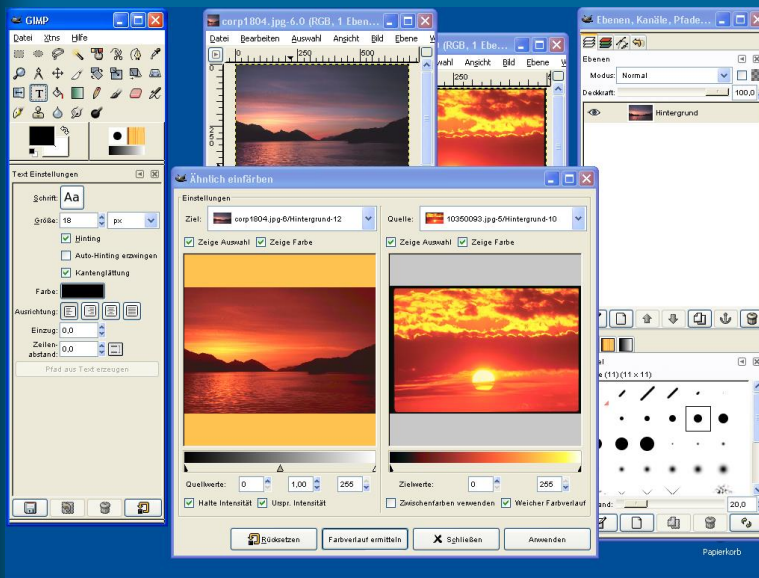 GIMP
Datei Xtns Hilfe
Text Einstellungen
Schrift: Aa
Größe: 18 px
Hinting
Auto-Hinting erzwingen
Kantenglättung
Farbe:
Ausrichtung:
Einzug: 0,0
Zeilen-
abstand: 0,0
Pfad aus Text erzeugen
corp1804.jpg-6.0 (RGB, 1 Eben...
Datei Bearbeiten Auswahl Ansicht Bild Ebene
0 250 500
(RGB, 1 Ebe...
wahl Ansicht Bild Ebene
250
Ebenen, Kanäle, Pfade...
Ebenen
Modus: Normal
Deckkraft: 100,0
Hintergrund
Ähnlich einfärben
Einstellungen
Ziel: corp1804.jpg-6/Hintergrund-12
Zeige Auswahl Zeige Farbe
Quelle: 10350093.jpg-5/Hintergrund-10
Zeige Auswahl Zeige Farbe
Quellwerte: 0 1,00 255
Halte Intensität Urspr. Intensität
Zielwerte: 0 255
Zwischenfarben verwenden Weicher Farbverlauf
Rücksetzen Farbverlauf ermitteln Schließen Anwenden
(11) (11 x 11)
20,0
Papierkorb